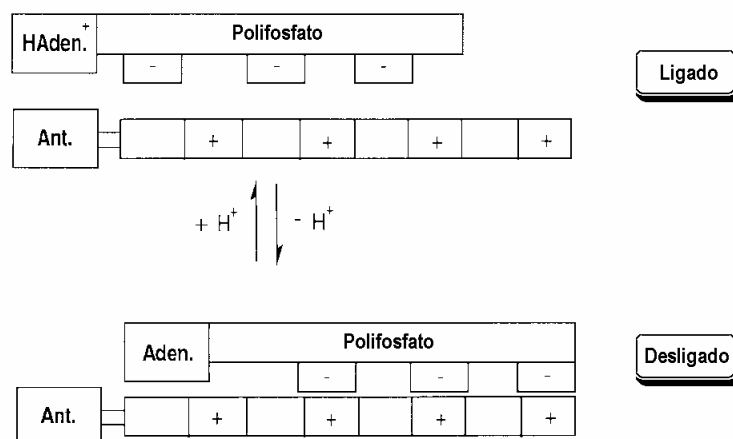 HAden.+ Polifosfato
- - -
Ligado
Ant. + + + +
+ H+ - H+
Aden. Polifosfato
Desligado
- - -
Ant. + + + +